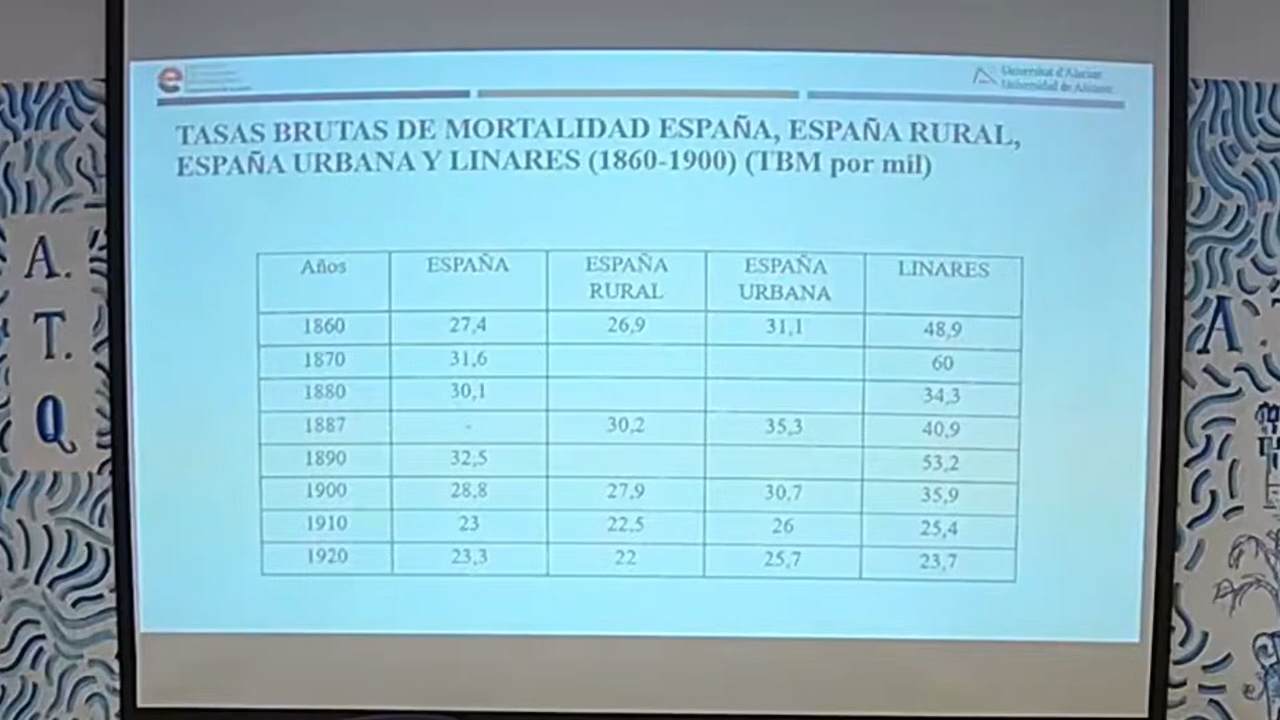 Universitat d'Alacant
Universidad de Alicante
TASAS BRUTAS DE MORTALIDAD ESPAÑA, ESPAÑA RURAL,
ESPAÑA URBANA Y LINARES (1860-1900) (TBM por mil)
Años ESPAÑA ESPAÑA RURAL ESPAÑA URBANA LINARES
1860 27,4 26,9 31,1 48,9
1870 31,6 60
1880 30,1 34,3
1887 - 30,2 35,3 40,9
1890 32,5 53,2
1900 28,8 27,9 30,7 35,9
1910 23 22,5 26 25,4
1920 23,3 22 25,7 23,7
A.
T.
Q
A.